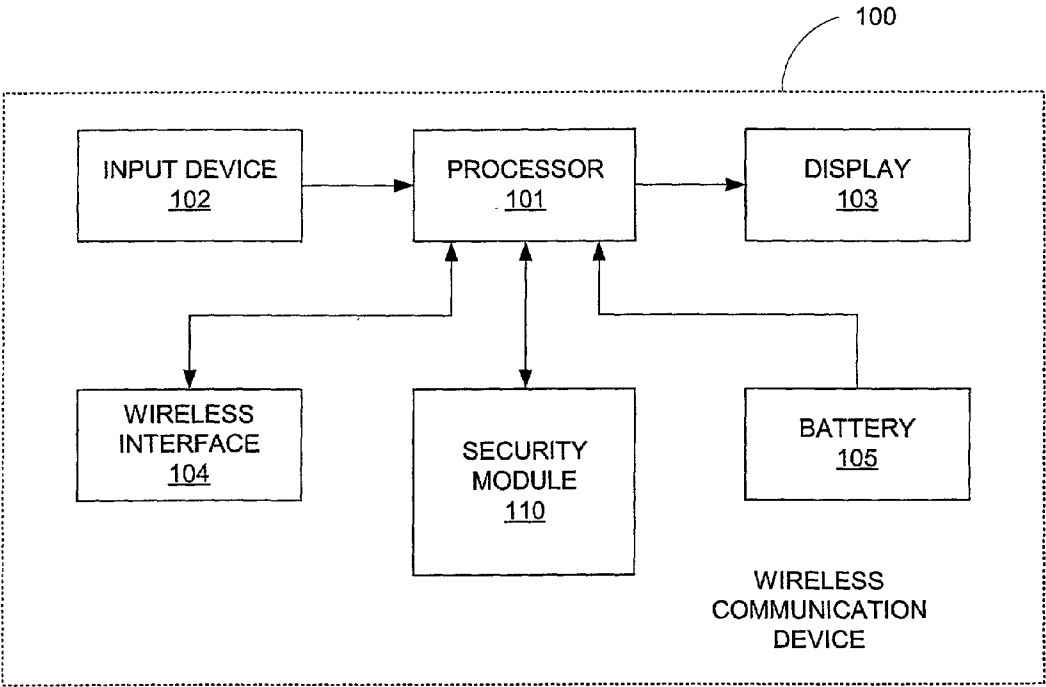 100
INPUT DEVICE
102
PROCESSOR
101
DISPLAY
103
WIRELESS
INTERFACE
104
SECURITY
MODULE
110
BATTERY
105
WIRELESS
COMMUNICATION
DEVICE